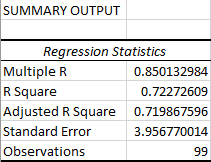 SUMMARY OUTPUT
Regression Statistics
Multiple R 0.850132984
R Square 0.72272609
Adjusted R Square 0.719867596
Standard Error 3.956770014
Observations 99